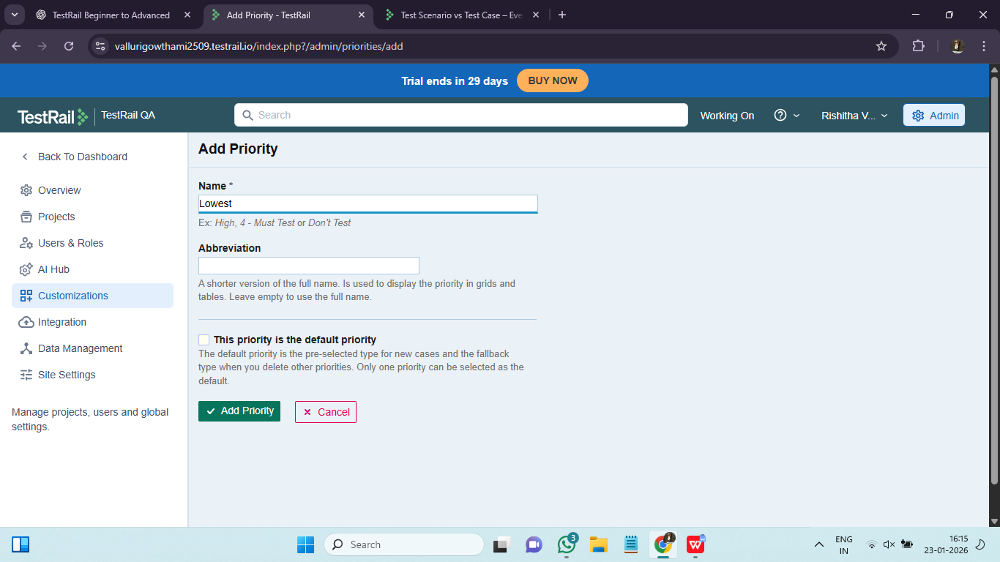 TestRail Beginner to Advanced
Add Priority - TestRail
Test Scenario vs Test Case – Eve
vallurigowthami2509.testrail.io/index.php?/admin/priorities/add
Trial ends in 29 days
BUY NOW
TestRail
TestRail QA
Search
Working On
Rishitha V...
Admin
Back To Dashboard
Overview
Projects
Users & Roles
AI Hub
Customizations
Integration
Data Management
Site Settings
Manage projects, users and global
settings.
Add Priority
Name *
Lowest
Ex: High, 4 - Must Test or Don't Test
Abbreviation
A shorter version of the full name. Is used to display the priority in grids and
tables. Leave empty to use the full name.
This priority is the default priority
The default priority is the pre-selected type for new cases and the fallback
type when you delete other priorities. Only one priority can be selected as the
default.
Add Priority
Cancel
Search
3
ENG
IN
16:15
23-01-2026